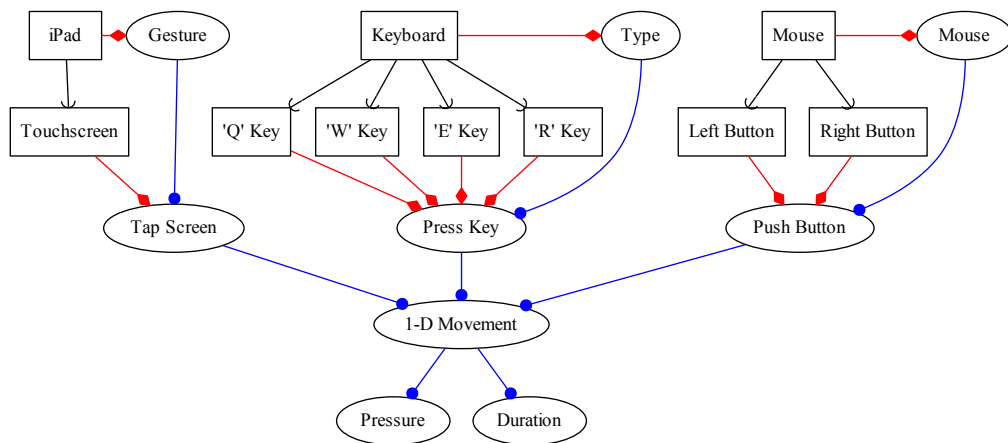 iPad
Gesture
Keyboard
Type
Mouse
Mouse
Touchscreen
'Q' Key
'W' Key
'E' Key
'R' Key
Left Button
Right Button
Tap Screen
Press Key
Push Button
1-D Movement
Pressure
Duration